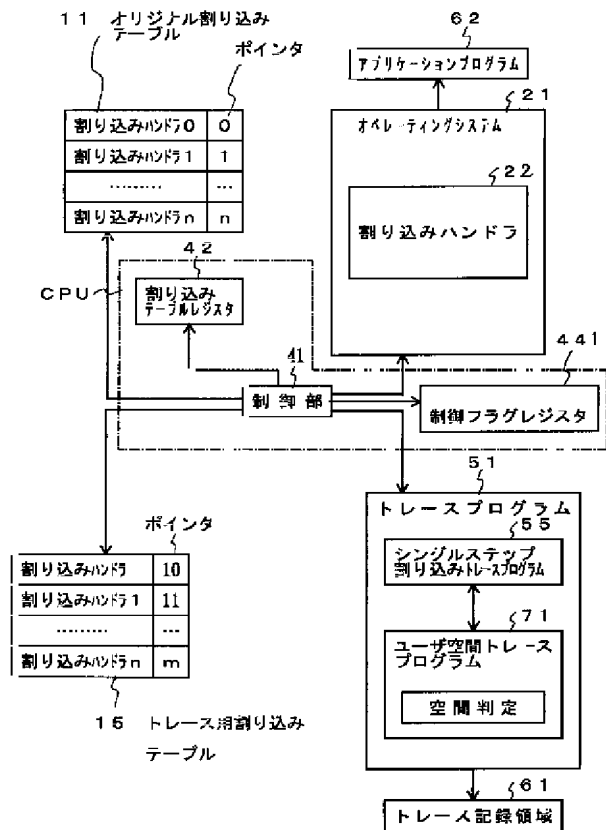 11 オリジナル割り込み
テーブル
ポインタ
割り込みハンドラ0 0
割り込みハンドラ1 1
……… …
割り込みハンドラn n
62
アプリケーションプログラム
21
オペレーティングシステム
22
割り込みハンドラ
CPU
42
割り込み
テーブルレジスタ
41
制御部
441
制御フラグレジスタ
ポインタ
割り込みハンドラ 10
割り込みハンドラ1 11
……… …
割り込みハンドラn m
15 トレース用割り込み
テーブル
51
トレースプログラム
55
シングルステップ
割り込みトレースプログラム
71
ユーザ空間トレース
プログラム
空間判定
61
トレース記録領域